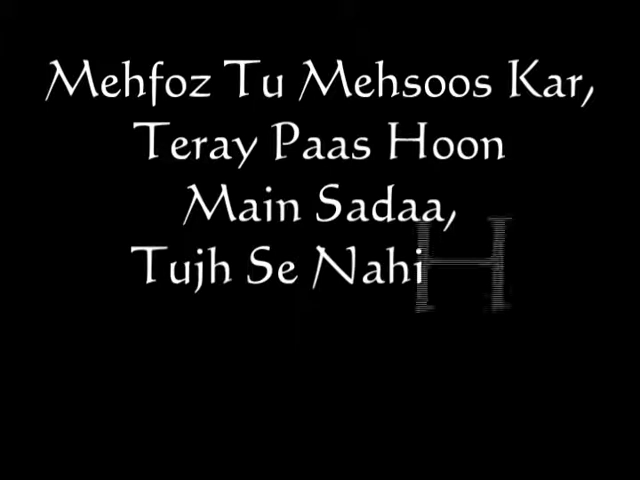 Mehfoz Tu Mehsoos Kar,
Teray Paas Hoon
Main Sadaa,
Tujh Se Nahi H